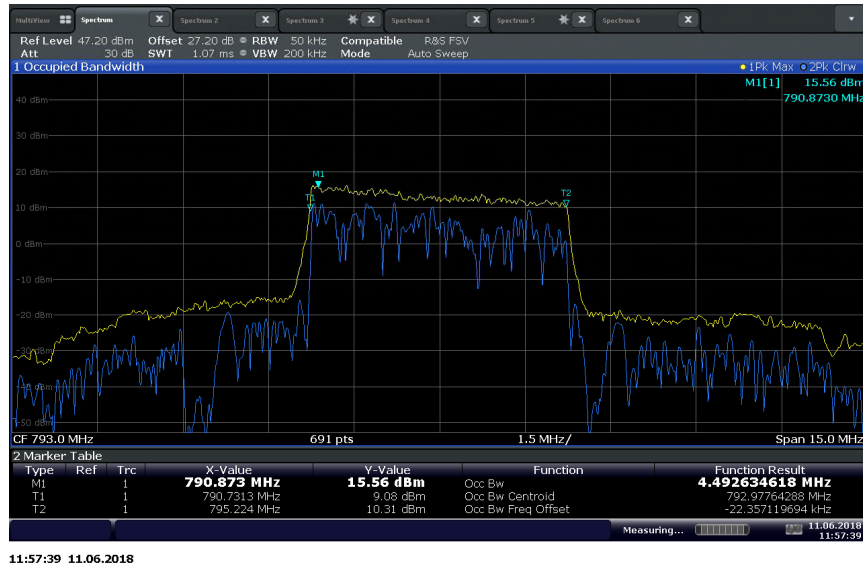 MultiView Spectrum X Spectrum 2 X Spectrum 3 X Spectrum 4 X Spectrum 5 X Spectrum 6 X
Ref Level 47.20 dBm Offset 27.20 dB RBW 50 kHz Compatible R&S FSV
Att 30 dB SWT 1.07 ms VBW 200 kHz Mode Auto Sweep
1 Occupied Bandwidth 1Pk Max 2Pk Clrw
M1[1] 15.56 dBm
790.8730 MHz
40 dBm
30 dBm
20 dBm
M1
T1
T2
10 dBm
0 dBm
-10 dBm
-20 dBm
-30 dBm
-40 dBm
-50 dBm
CF 793.0 MHz 691 pts 1.5 MHz/ Span 15.0 MHz
2 Marker Table
Type Ref Trc X-Value Y-Value Function Function Result
M1 1 790.873 MHz 15.56 dBm Occ Bw 4.492634618 MHz
T1 1 790.7313 MHz 9.08 dBm Occ Bw Centroid 792.97764288 MHz
T2 1 795.224 MHz 10.31 dBm Occ Bw Freq Offset -22.357119694 kHz
Measuring... 11.06.2018
11:57:39
11:57:39 11.06.2018